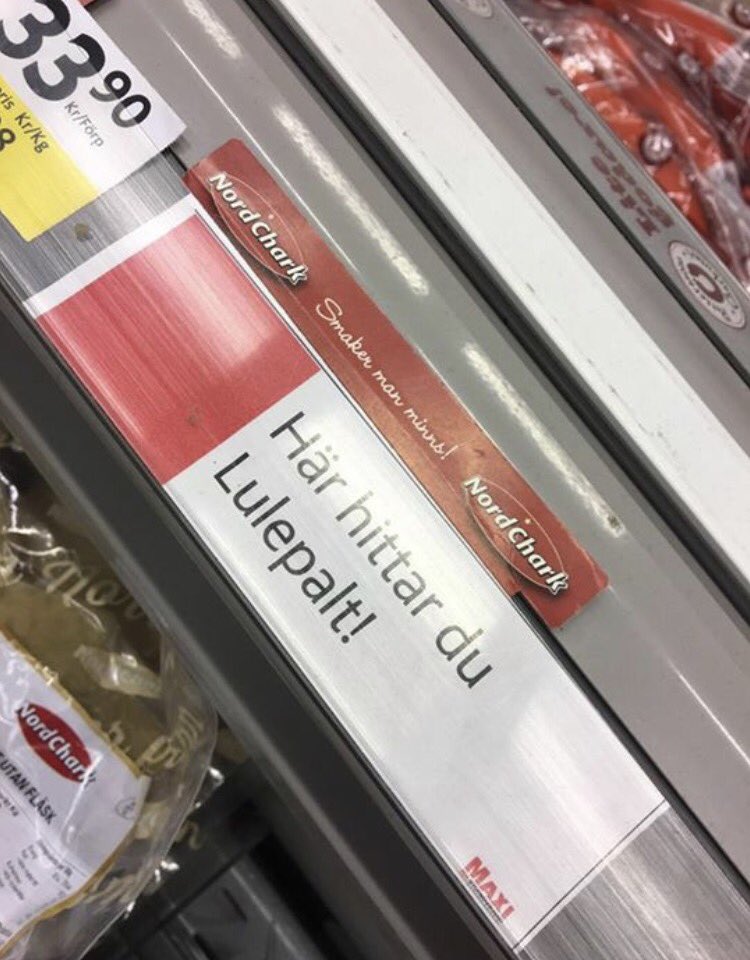 33 90
Kr/Förp
Kr/Kg
8
NordChark
Smaker man minns!
NordChark
Här hittar du
Lulepalt!
MAXI
NordChark
UTAN FLÄSK